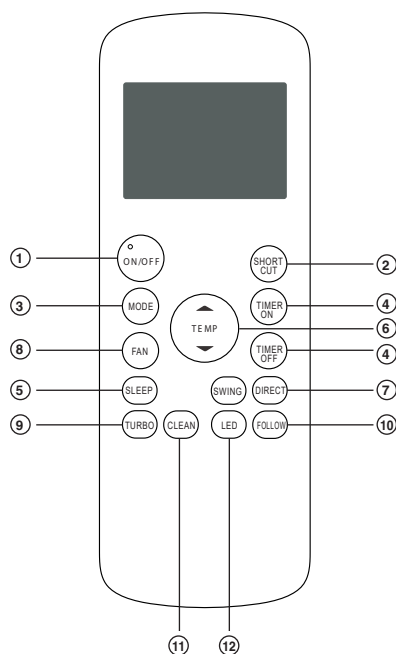 1 ON/OFF SHORT CUT 2
3 MODE TEMP TIMER ON 4
6
8 FAN TIMER OFF 4
5 SLEEP SWING DIRECT 7
9 TURBO CLEAN LED FOLLOW 10
11 12